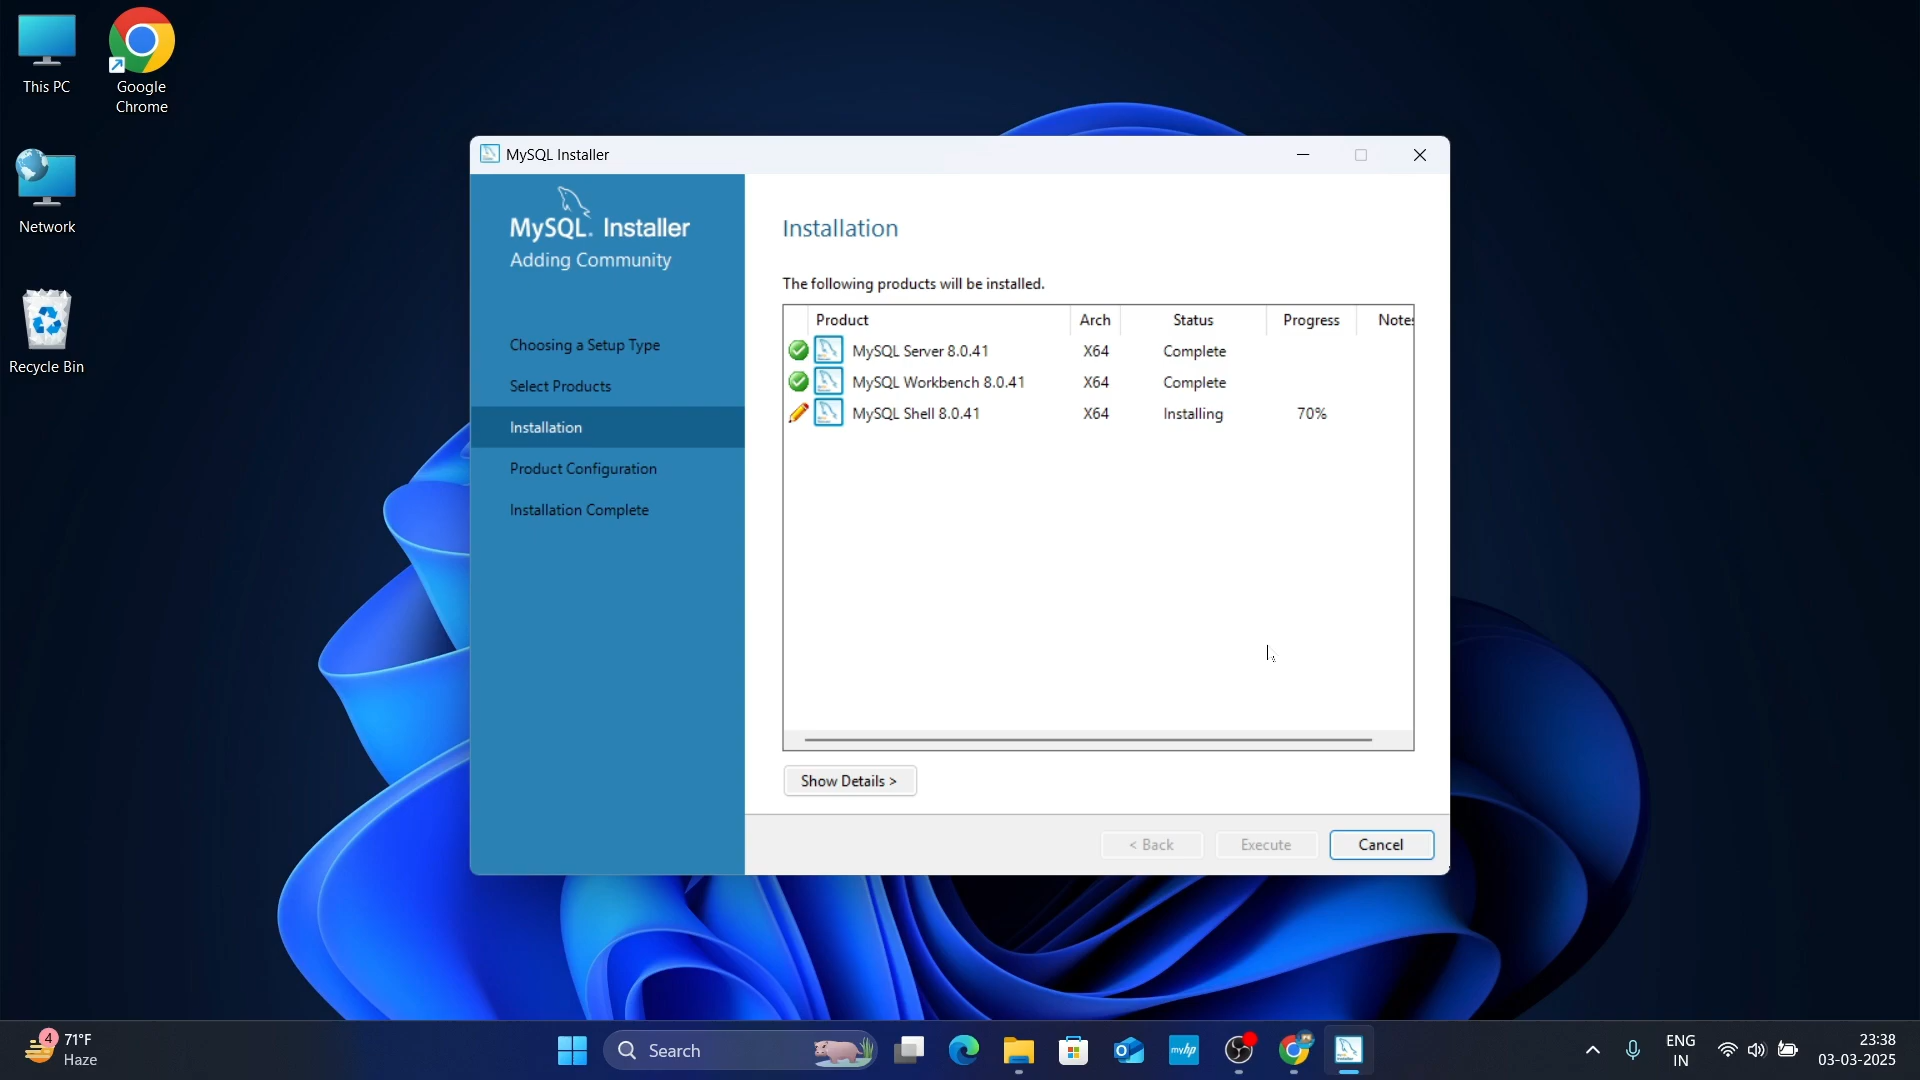 This PC
Google
Chrome
Network
Recycle Bin
MySQL Installer
MySQL. Installer
Adding Community
Choosing a Setup Type
Select Products
Installation
Product Configuration
Installation Complete
Installation
The following products will be installed.
Product Arch Status Progress Notes
MySQL Server 8.0.41 X64 Complete
MySQL Workbench 8.0.41 X64 Complete
MySQL Shell 8.0.41 X64 Installing 70%
Show Details >
< Back Execute Cancel
4 71°F
Haze
Search
myhp
ENG
IN
23:38
03-03-2025